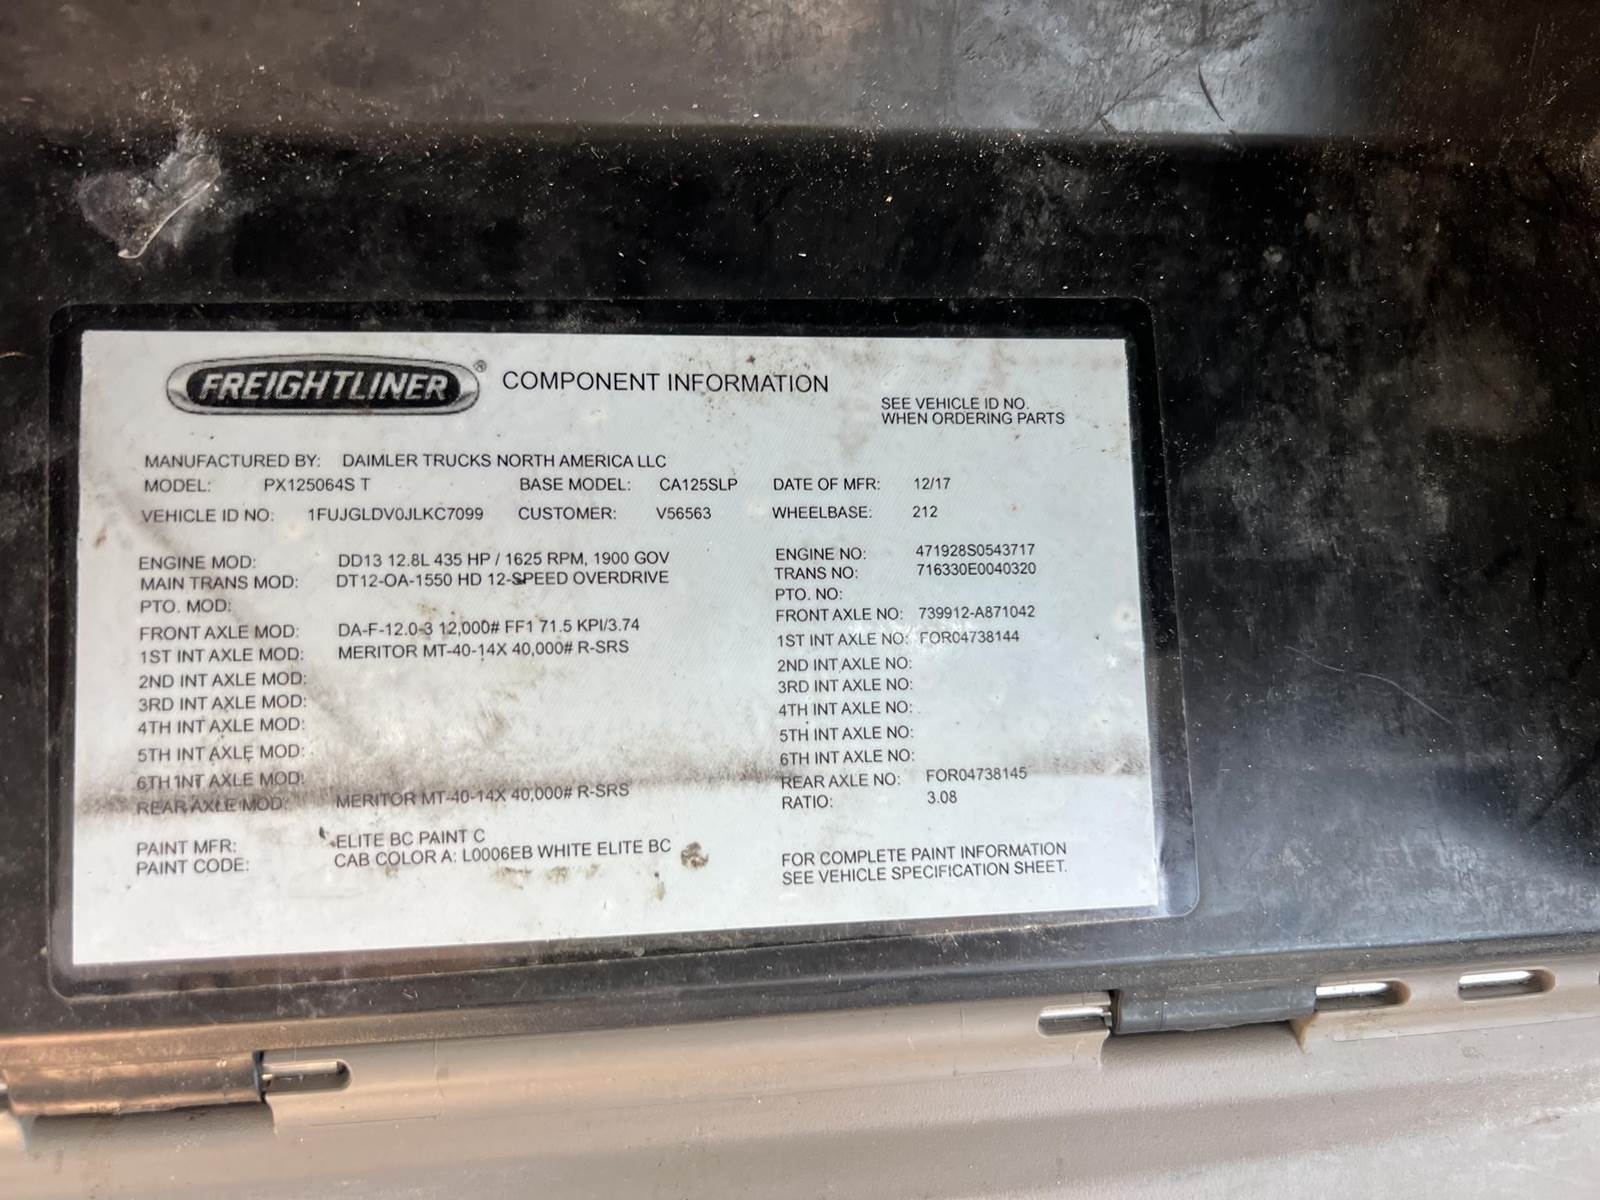 FREIGHTLINER® COMPONENT INFORMATION
SEE VEHICLE ID NO.
WHEN ORDERING PARTS
MANUFACTURED BY: DAIMLER TRUCKS NORTH AMERICA LLC
MODEL: PX125064S T BASE MODEL: CA125SLP DATE OF MFR: 12/17
VEHICLE ID NO: 1FUJGLDV0JLKC7099 CUSTOMER: V56563 WHEELBASE: 212
ENGINE MOD: DD13 12.8L 435 HP / 1625 RPM, 1900 GOV ENGINE NO: 471928S0543717
MAIN TRANS MOD: DT12-OA-1550 HD 12-SPEED OVERDRIVE TRANS NO: 716330E0040320
PTO. MOD: PTO. NO:
FRONT AXLE MOD: DA-F-12.0-3 12,000# FF1 71.5 KPI/3.74 FRONT AXLE NO: 739912-A871042
1ST INT AXLE MOD: MERITOR MT-40-14X 40,000# R-SRS 1ST INT AXLE NO: FOR04738144
2ND INT AXLE MOD: 2ND INT AXLE NO:
3RD INT AXLE MOD: 3RD INT AXLE NO:
4TH INT AXLE MOD: 4TH INT AXLE NO:
5TH INT AXLE MOD: 5TH INT AXLE NO:
6TH INT AXLE MOD: 6TH INT AXLE NO:
REAR AXLE MOD: MERITOR MT-40-14X 40,000# R-SRS REAR AXLE NO: FOR04738145
RATIO: 3.08
PAINT MFR: ELITE BC PAINT C
PAINT CODE: CAB COLOR A: L0006EB WHITE ELITE BC
FOR COMPLETE PAINT INFORMATION
SEE VEHICLE SPECIFICATION SHEET.